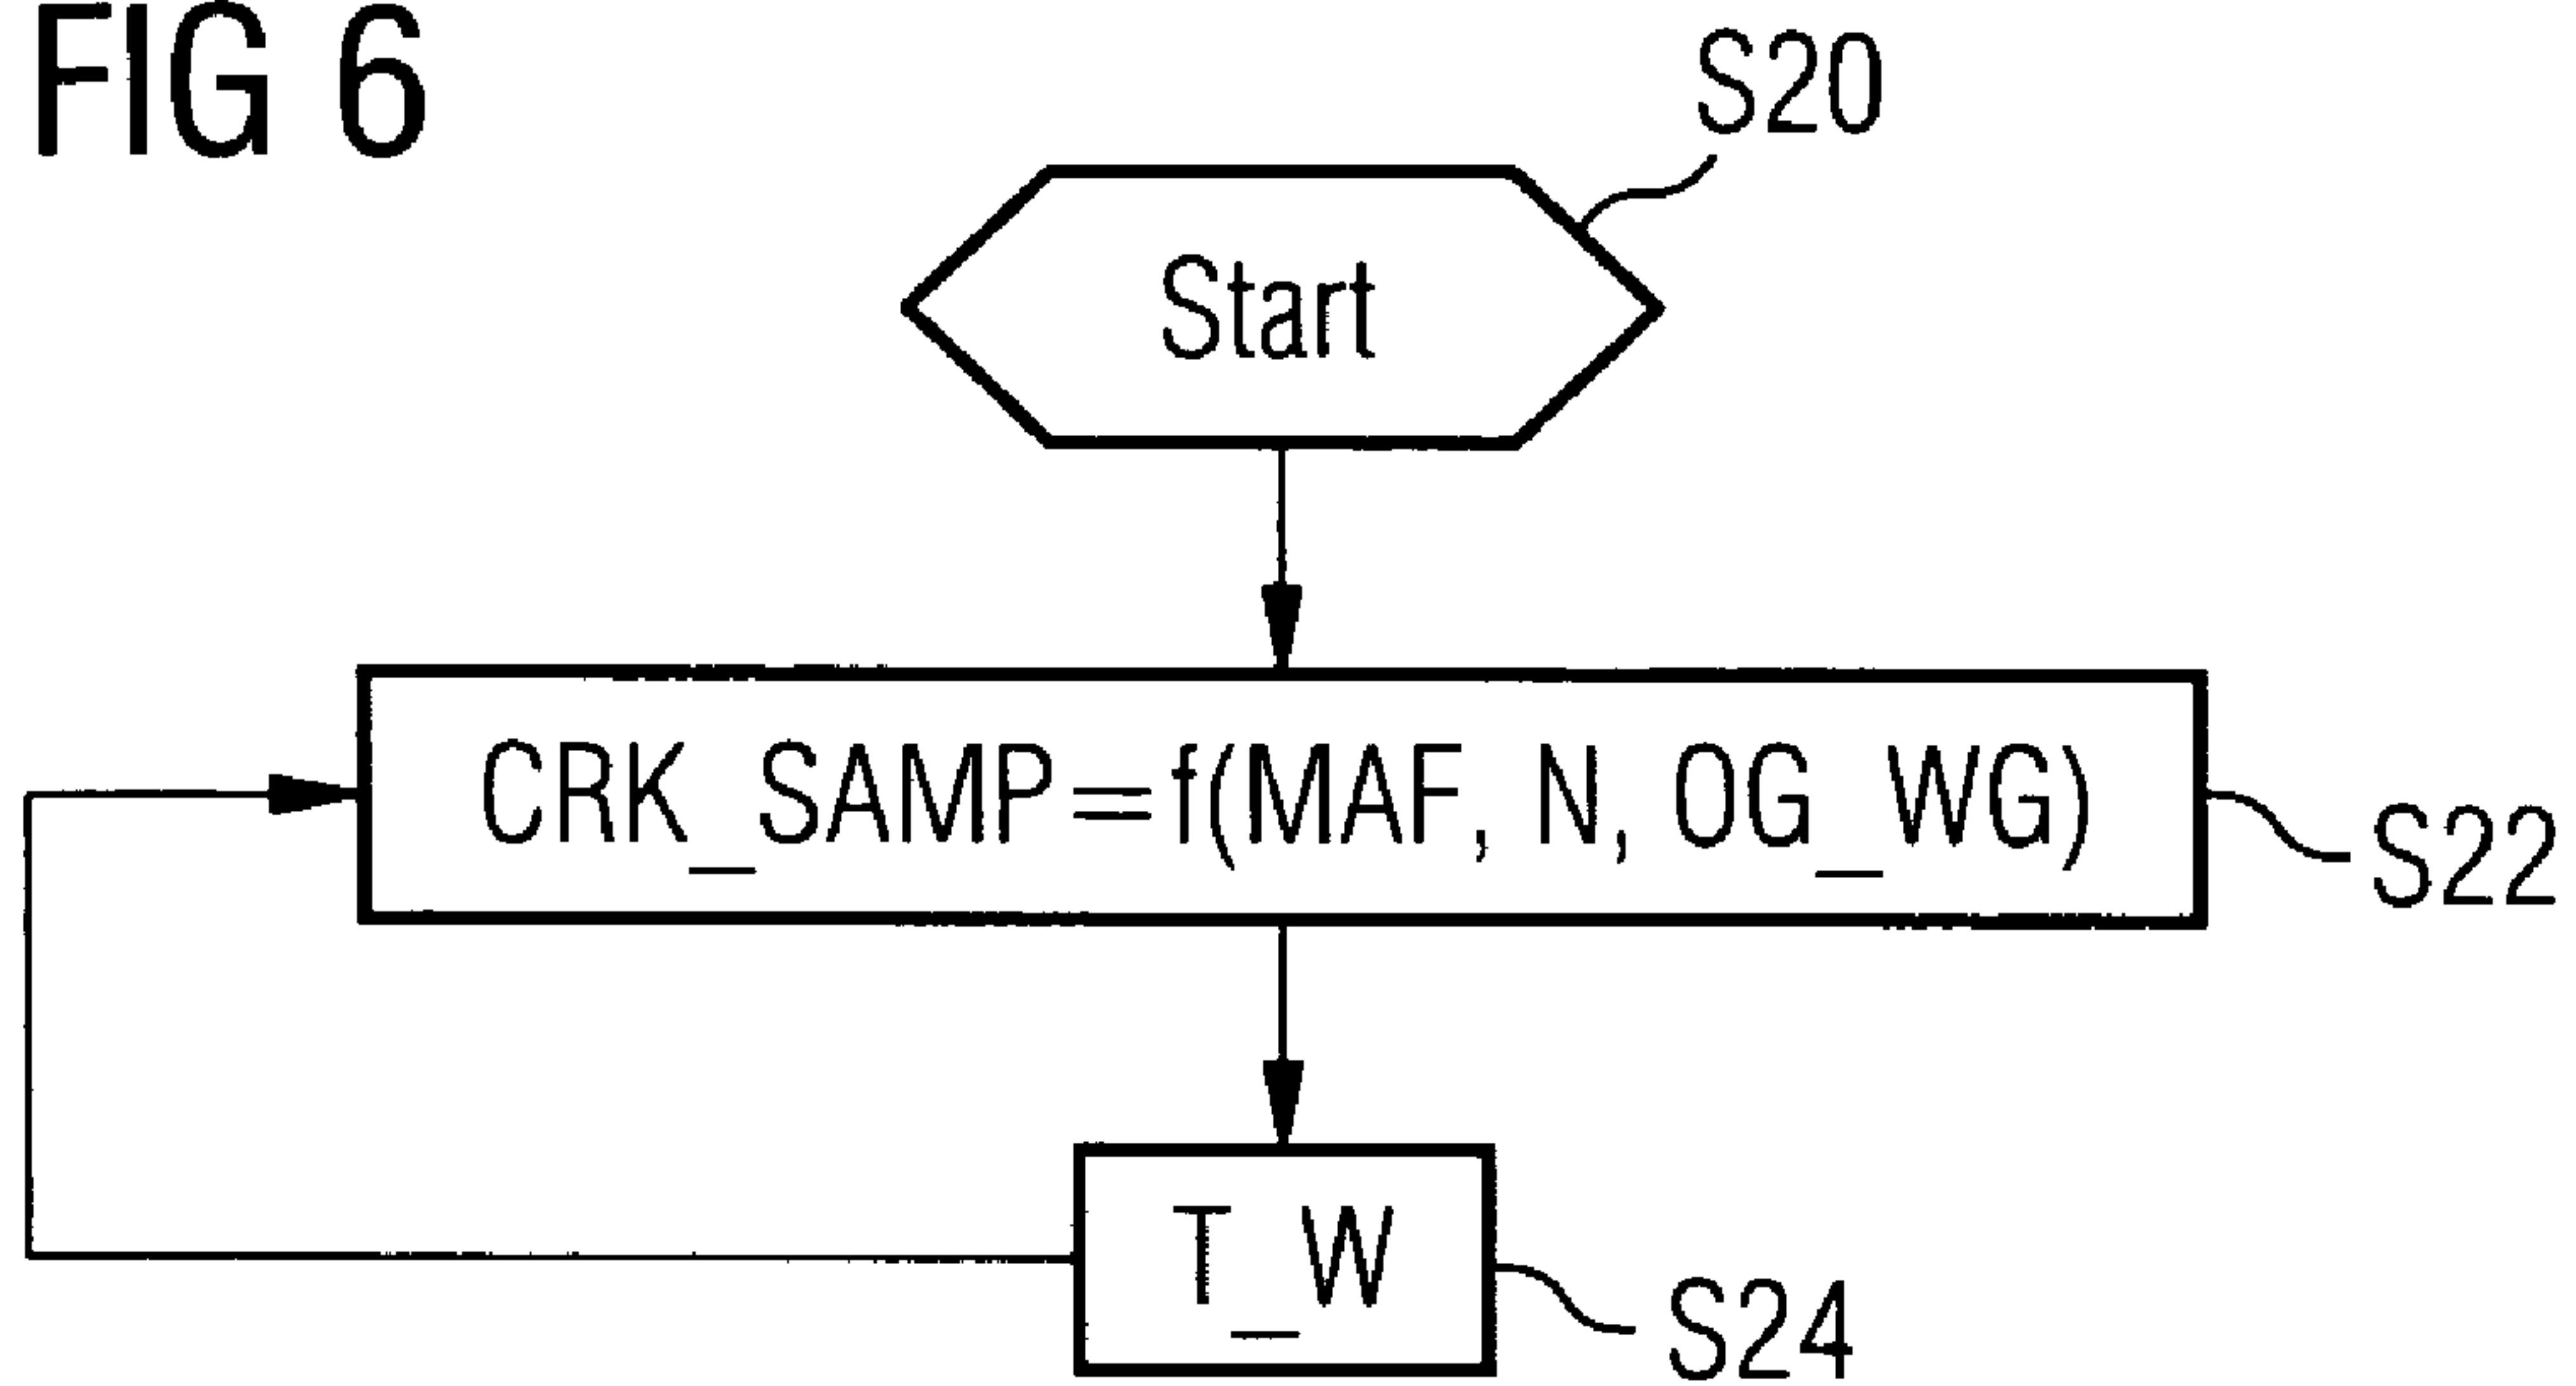 FIG 6
S20
Start
CRK_SAMP=f(MAF, N, OG_WG)
S22
T_W
S24